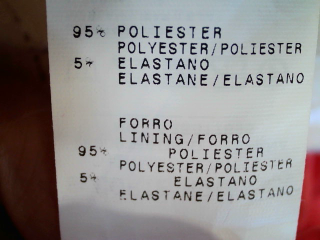 95% POLIESTER
POLYESTER/POLIESTER
5% ELASTANO
ELASTANE/ELASTANO
FORRO
LINING/FORRO
95% POLIESTER
POLYESTER/POLIESTER
5% ELASTANO
ELASTANE/ELASTANO